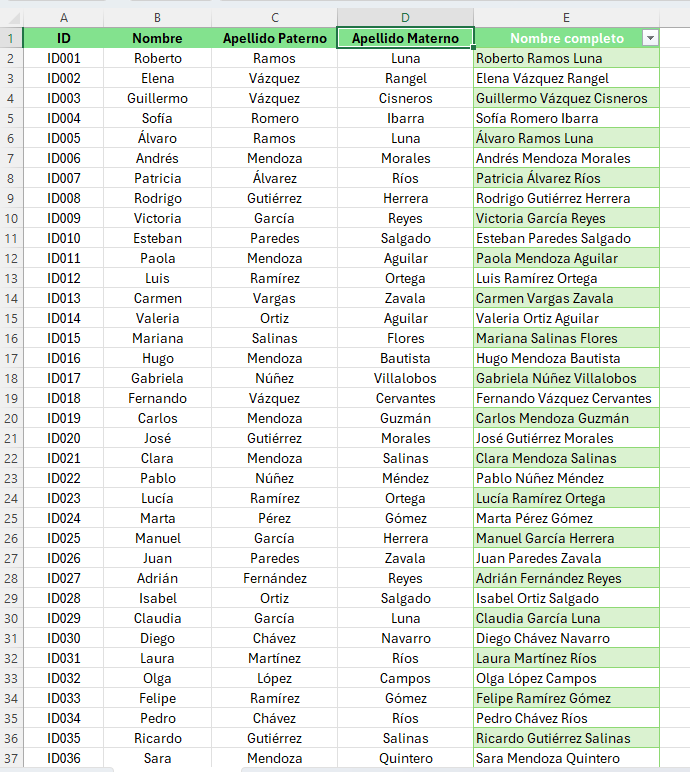 A B C D E
1 ID Nombre Apellido Paterno Apellido Materno Nombre completo
2 ID001 Roberto Ramos Luna Roberto Ramos Luna
3 ID002 Elena Vázquez Rangel Elena Vázquez Rangel
4 ID003 Guillermo Vázquez Cisneros Guillermo Vázquez Cisneros
5 ID004 Sofía Romero Ibarra Sofía Romero Ibarra
6 ID005 Álvaro Ramos Luna Álvaro Ramos Luna
7 ID006 Andrés Mendoza Morales Andrés Mendoza Morales
8 ID007 Patricia Álvarez Ríos Patricia Álvarez Ríos
9 ID008 Rodrigo Gutiérrez Herrera Rodrigo Gutiérrez Herrera
10 ID009 Victoria García Reyes Victoria García Reyes
11 ID010 Esteban Paredes Salgado Esteban Paredes Salgado
12 ID011 Paola Mendoza Aguilar Paola Mendoza Aguilar
13 ID012 Luis Ramírez Ortega Luis Ramírez Ortega
14 ID013 Carmen Vargas Zavala Carmen Vargas Zavala
15 ID014 Valeria Ortiz Aguilar Valeria Ortiz Aguilar
16 ID015 Mariana Salinas Flores Mariana Salinas Flores
17 ID016 Hugo Mendoza Bautista Hugo Mendoza Bautista
18 ID017 Gabriela Núñez Villalobos Gabriela Núñez Villalobos
19 ID018 Fernando Vázquez Cervantes Fernando Vázquez Cervantes
20 ID019 Carlos Mendoza Guzmán Carlos Mendoza Guzmán
21 ID020 José Gutiérrez Morales José Gutiérrez Morales
22 ID021 Clara Mendoza Salinas Clara Mendoza Salinas
23 ID022 Pablo Núñez Méndez Pablo Núñez Méndez
24 ID023 Lucía Ramírez Ortega Lucía Ramírez Ortega
25 ID024 Marta Pérez Gómez Marta Pérez Gómez
26 ID025 Manuel García Herrera Manuel García Herrera
27 ID026 Juan Paredes Zavala Juan Paredes Zavala
28 ID027 Adrián Fernández Reyes Adrián Fernández Reyes
29 ID028 Isabel Ortiz Salgado Isabel Ortiz Salgado
30 ID029 Claudia García Luna Claudia García Luna
31 ID030 Diego Chávez Navarro Diego Chávez Navarro
32 ID031 Laura Martínez Ríos Laura Martínez Ríos
33 ID032 Olga López Campos Olga López Campos
34 ID033 Felipe Ramírez Gómez Felipe Ramírez Gómez
35 ID034 Pedro Chávez Ríos Pedro Chávez Ríos
36 ID035 Ricardo Gutiérrez Salinas Ricardo Gutiérrez Salinas
37 ID036 Sara Mendoza Quintero Sara Mendoza Quintero